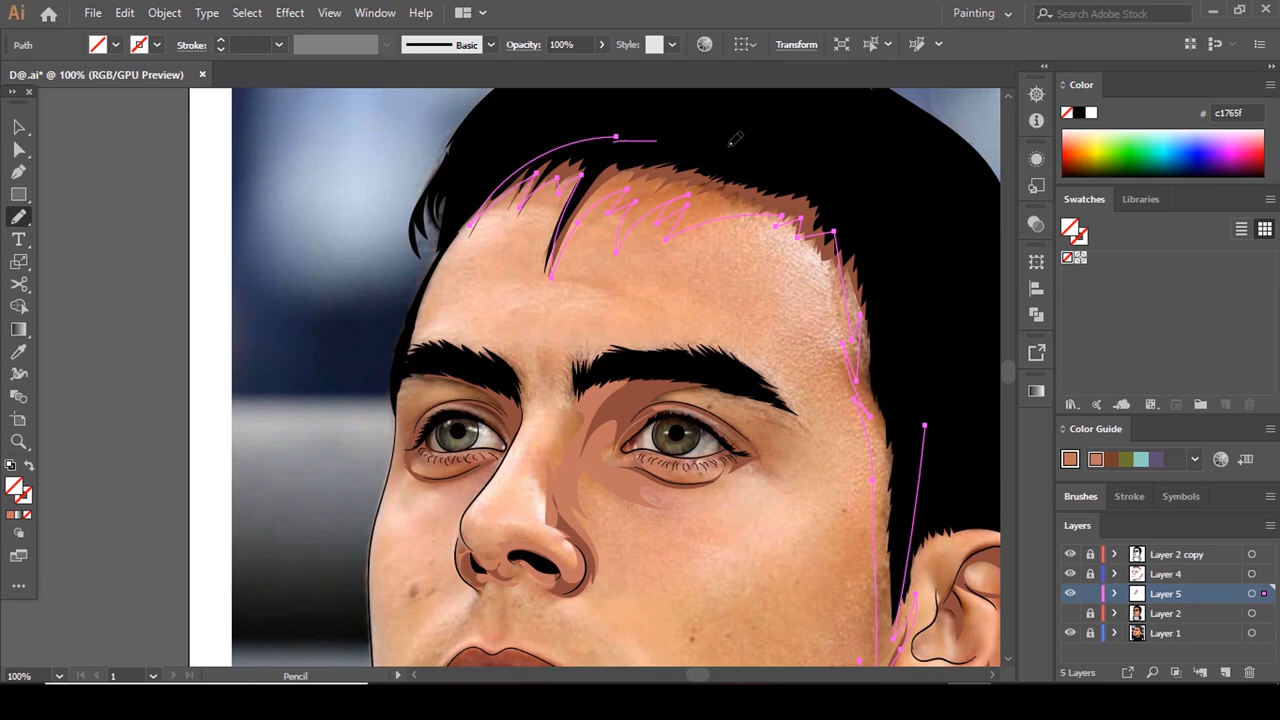 Ai File Edit Object Type Select Effect View Window Help Painting Search Adobe Stock
Path Stroke: Basic Opacity: 100% Style: Transform
D@.ai* @ 100% (RGB/GPU Preview)
Color
# c1765f
Swatches Libraries
Color Guide
Brushes Stroke Symbols
Layers
Layer 2 copy
Layer 4
Layer 5
Layer 2
Layer 1
100% 1 Pencil 5 Layers